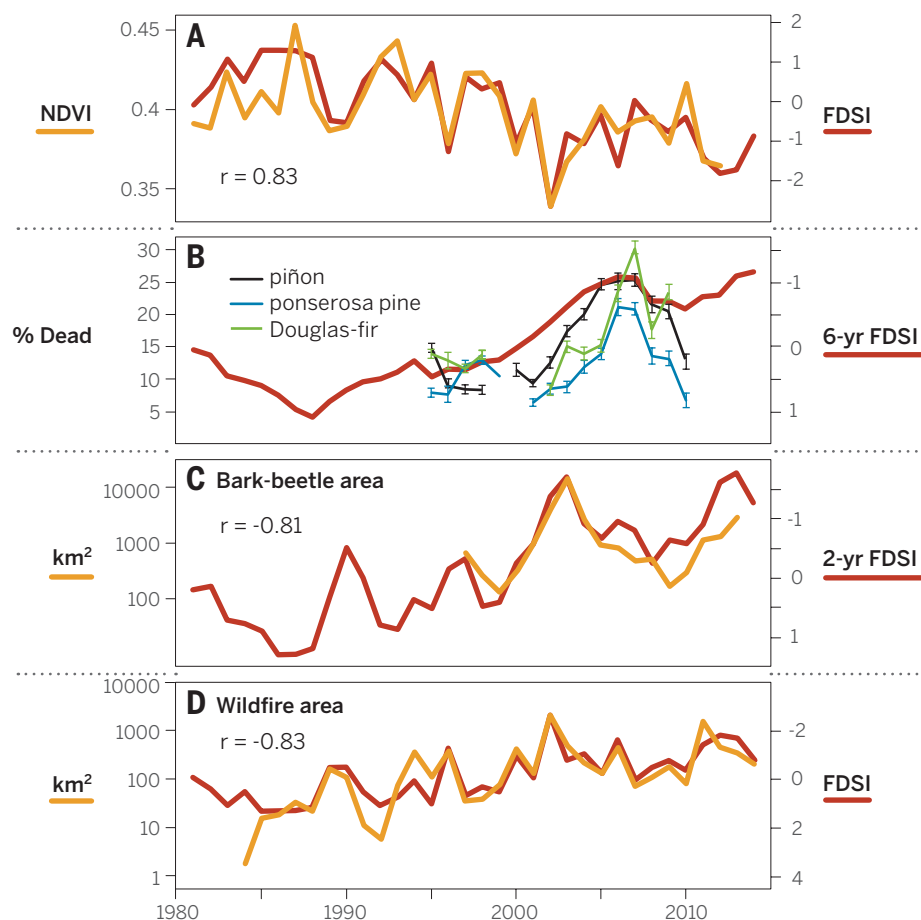 A
0.45
0.4
0.35
NDVI
r = 0.83
2
1
0
-1
-2
FDSI
B
30
25
20
15
10
5
% Dead
piñon
ponserosa pine
Douglas-fir
-1
0
1
6-yr FDSI
C Bark-beetle area
r = -0.81
10000
1000
100
km²
-1
0
1
2-yr FDSI
D Wildfire area
r = -0.83
10000
1000
100
10
1
km²
-2
0
2
4
FDSI
1980 1990 2000 2010